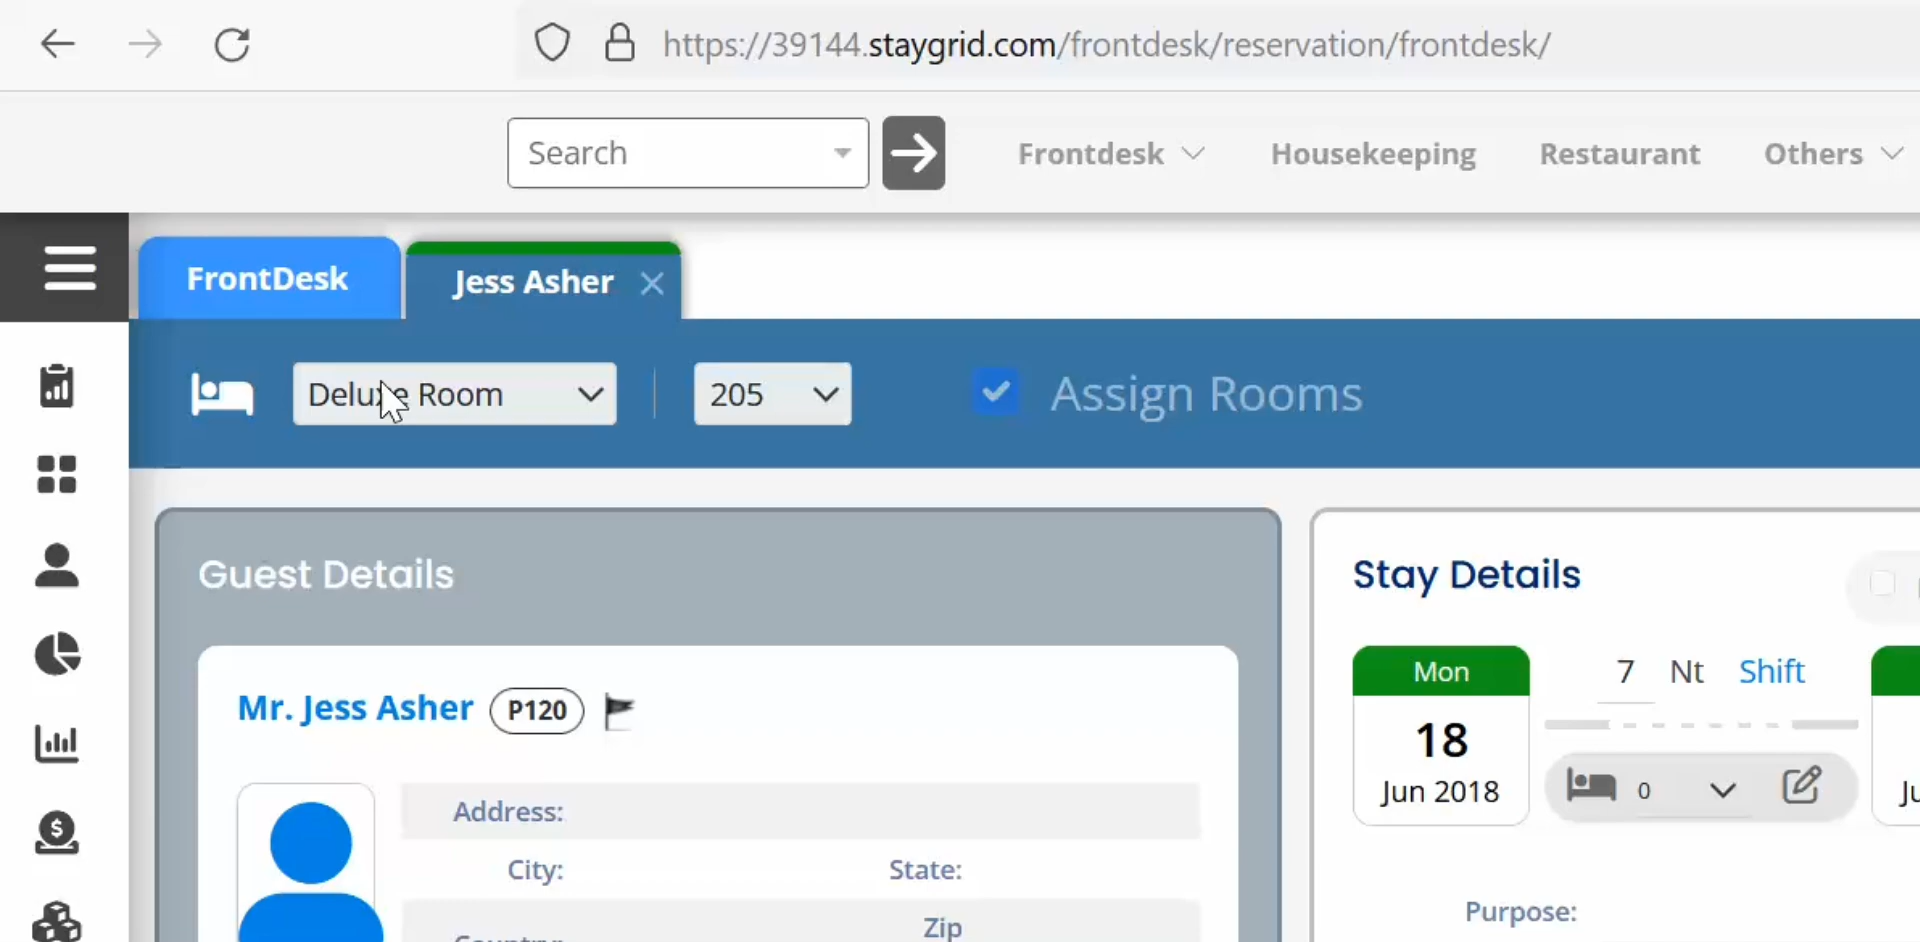 https://39144.staygrid.com/frontdesk/reservation/frontdesk/
Search Frontdesk Housekeeping Restaurant Others
FrontDesk Jess Asher
Deluxe Room 205 Assign Rooms
Guest Details
Mr. Jess Asher P120
Address:
City: State:
Country: Zip
Stay Details
Mon 7 Nt Shift
18
Jun 2018 0
Purpose: